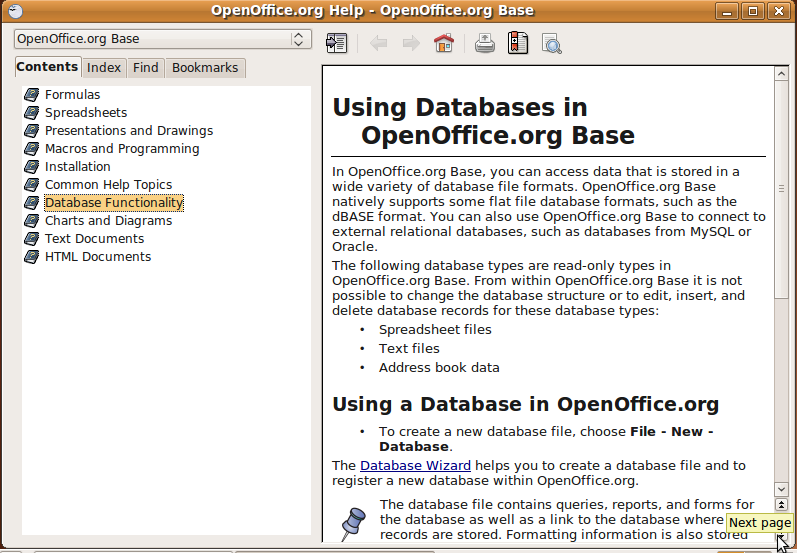 OpenOffice.org Help - OpenOffice.org Base
OpenOffice.org Base
Contents Index Find Bookmarks
Formulas
Spreadsheets
Presentations and Drawings
Macros and Programming
Installation
Common Help Topics
Database Functionality
Charts and Diagrams
Text Documents
HTML Documents
Using Databases in
OpenOffice.org Base
In OpenOffice.org Base, you can access data that is stored in a
wide variety of database file formats. OpenOffice.org Base
natively supports some flat file database formats, such as the
dBASE format. You can also use OpenOffice.org Base to connect to
external relational databases, such as databases from MySQL or
Oracle.
The following database types are read-only types in
OpenOffice.org Base. From within OpenOffice.org Base it is not
possible to change the database structure or to edit, insert, and
delete database records for these database types:
• Spreadsheet files
• Text files
• Address book data
Using a Database in OpenOffice.org
• To create a new database file, choose File - New -
Database.
The Database Wizard helps you to create a database file and to
register a new database within OpenOffice.org.
The database file contains queries, reports, and forms for
the database as well as a link to the database where
records are stored. Formatting information is also stored
Next page